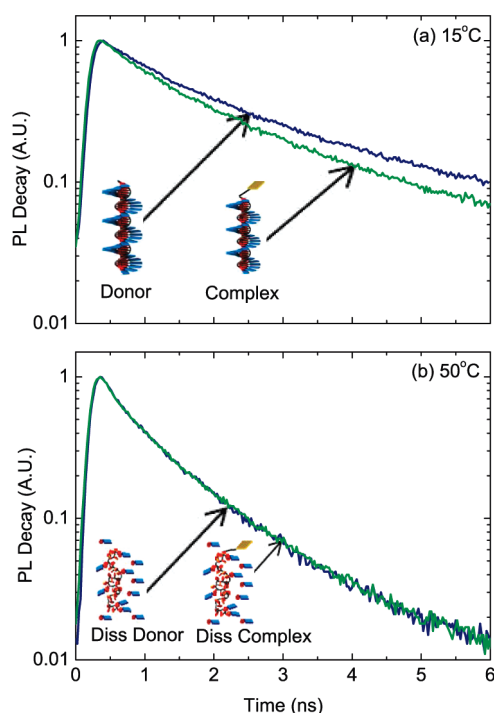 (a) 15°C
1
0.1
0.01
PL Decay (A.U.)
Donor
Complex
(b) 50°C
1
0.1
0.01
PL Decay (A.U.)
Diss Donor
Diss Complex
0 1 2 3 4 5 6
Time (ns)